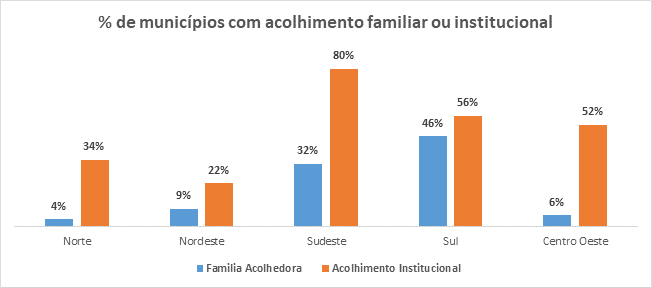 % de municípios com acolhimento familiar ou institucional
4%
34%
9%
22%
32%
80%
46%
56%
6%
52%
Norte
Nordeste
Sudeste
Sul
Centro Oeste
Familia Acolhedora
Acolhimento Institucional